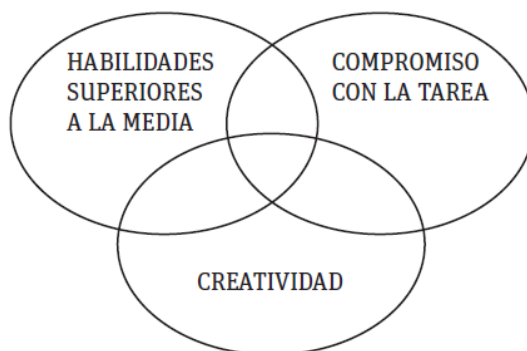 HABILIDADES
SUPERIORES
A LA MEDIA
COMPROMISO
CON LA TAREA
CREATIVIDAD